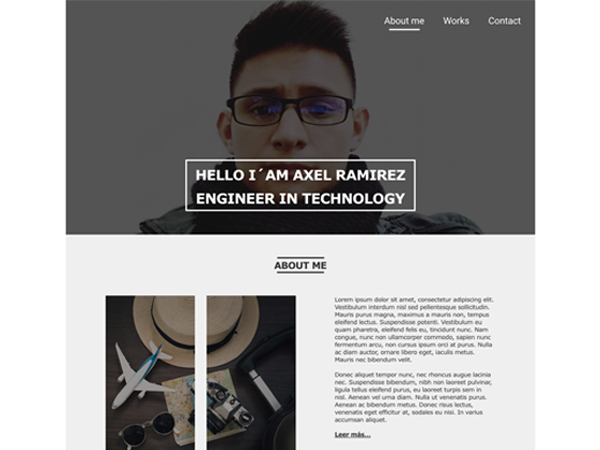 About me Works Contact
HELLO I´AM AXEL RAMIREZ
ENGINEER IN TECHNOLOGY
ABOUT ME
Lorem ipsum dolor sit amet, consectetur adipiscing elit.
Vivamus interdum nisl sed pellentesque sollicitudin.
Mauris purus magna, maximus a mauris non, tempus
eleifend lectus. Suspendisse potenti. Vestibulum eu
quam pharetra, eleifend felis eu, tincidunt nunc. Nam
congue, nunc non ullamcorper commodo, sapien nunc
fermentum arcu, non cursus ipsum orci at purus. Nulla
ac diam auctor, ornare libero eget, iaculis metus.
Mauris nec bibendum velit.
Donec aliquet tempor nunc, nec rhoncus augue lacinia
nec. Suspendisse bibendum, nibh non laoreet pulvinar,
ligula tellus eleifend purus, eu laoreet turpis sem in
nisl. Aenean vel urna diam. Nulla ut venenatis purus.
Aenean ac bibendum metus. Donec risus lectus,
venenatis eget efficitur at, sodales eu nisi. In varius
accumsan aliquet.
Leer más...